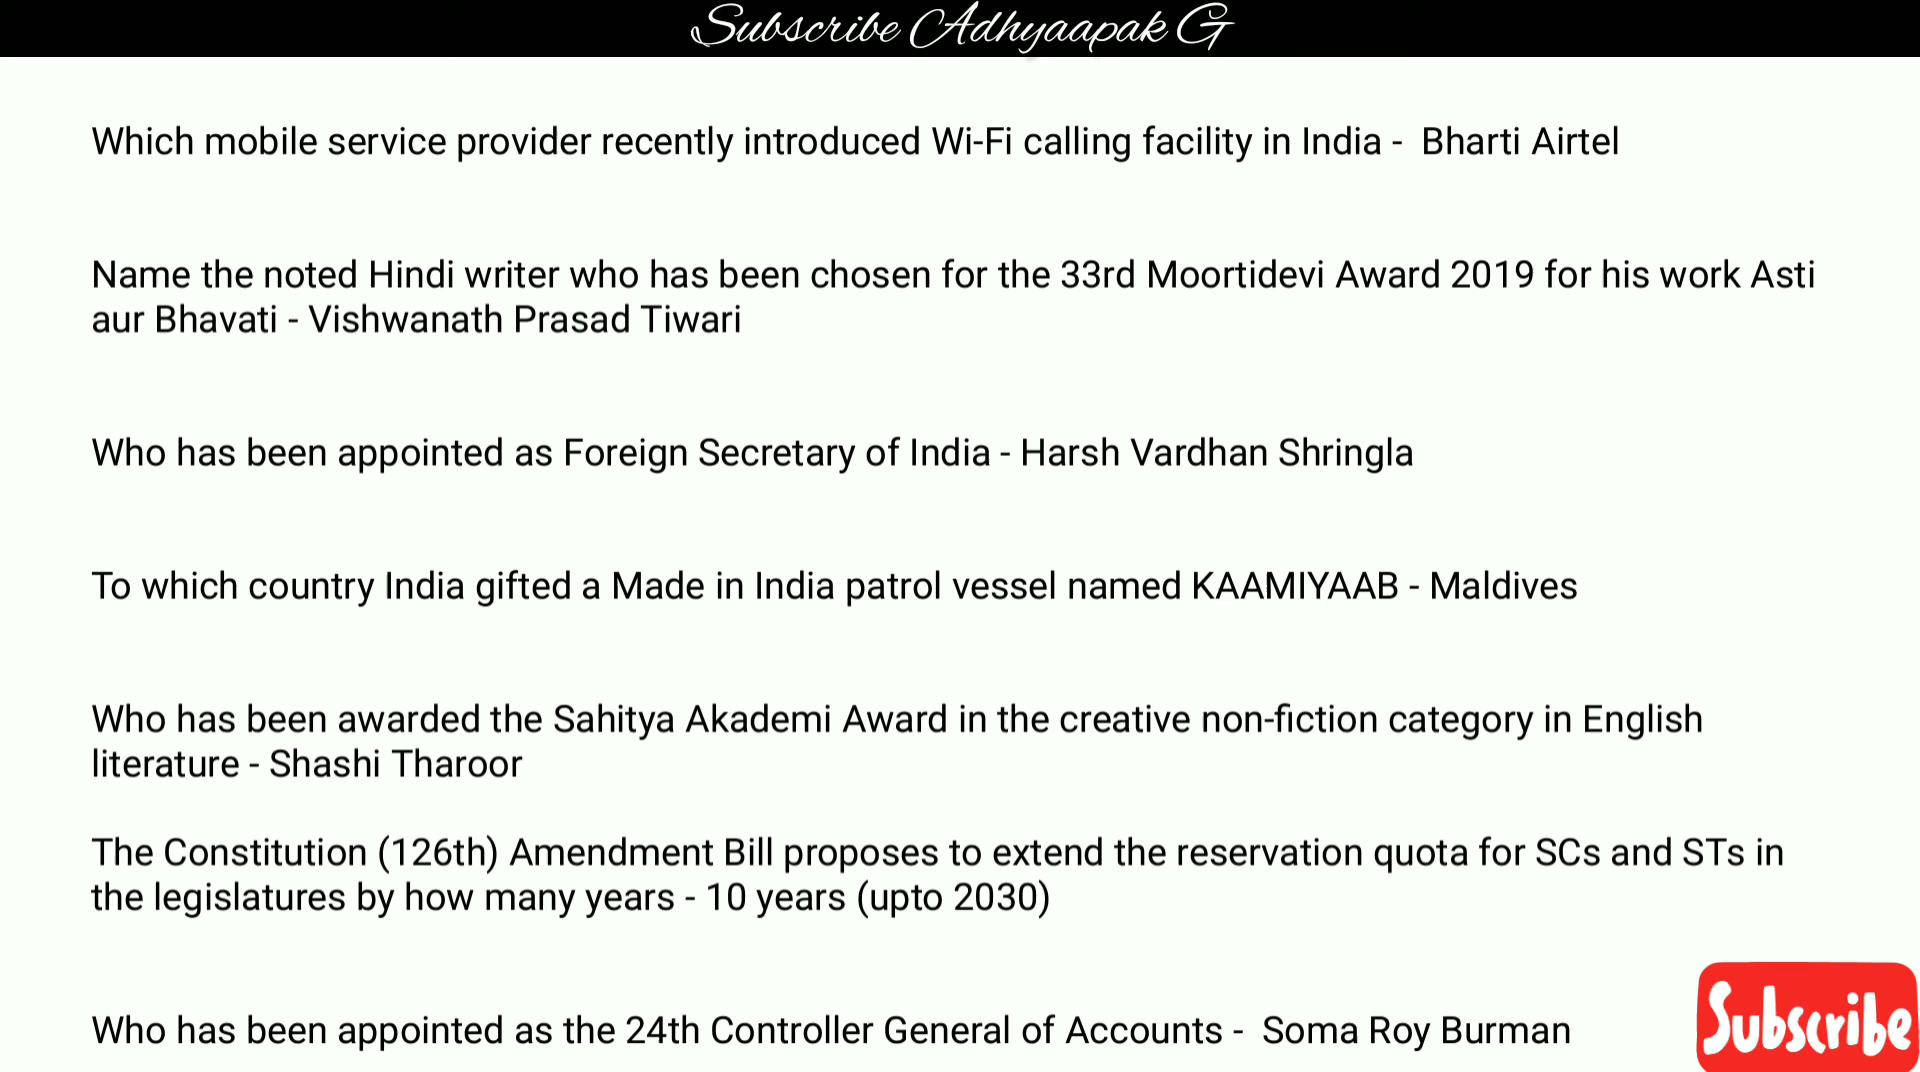 Subscribe Adhyaapak G
Which mobile service provider recently introduced Wi-Fi calling facility in India -  Bharti Airtel
Name the noted Hindi writer who has been chosen for the 33rd Moortidevi Award 2019 for his work Asti
aur Bhavati - Vishwanath Prasad Tiwari
Who has been appointed as Foreign Secretary of India - Harsh Vardhan Shringla
To which country India gifted a Made in India patrol vessel named KAAMIYAAB - Maldives
Who has been awarded the Sahitya Akademi Award in the creative non-fiction category in English
literature - Shashi Tharoor
The Constitution (126th) Amendment Bill proposes to extend the reservation quota for SCs and STs in
the legislatures by how many years - 10 years (upto 2030)
Who has been appointed as the 24th Controller General of Accounts -  Soma Roy Burman
Subscribe